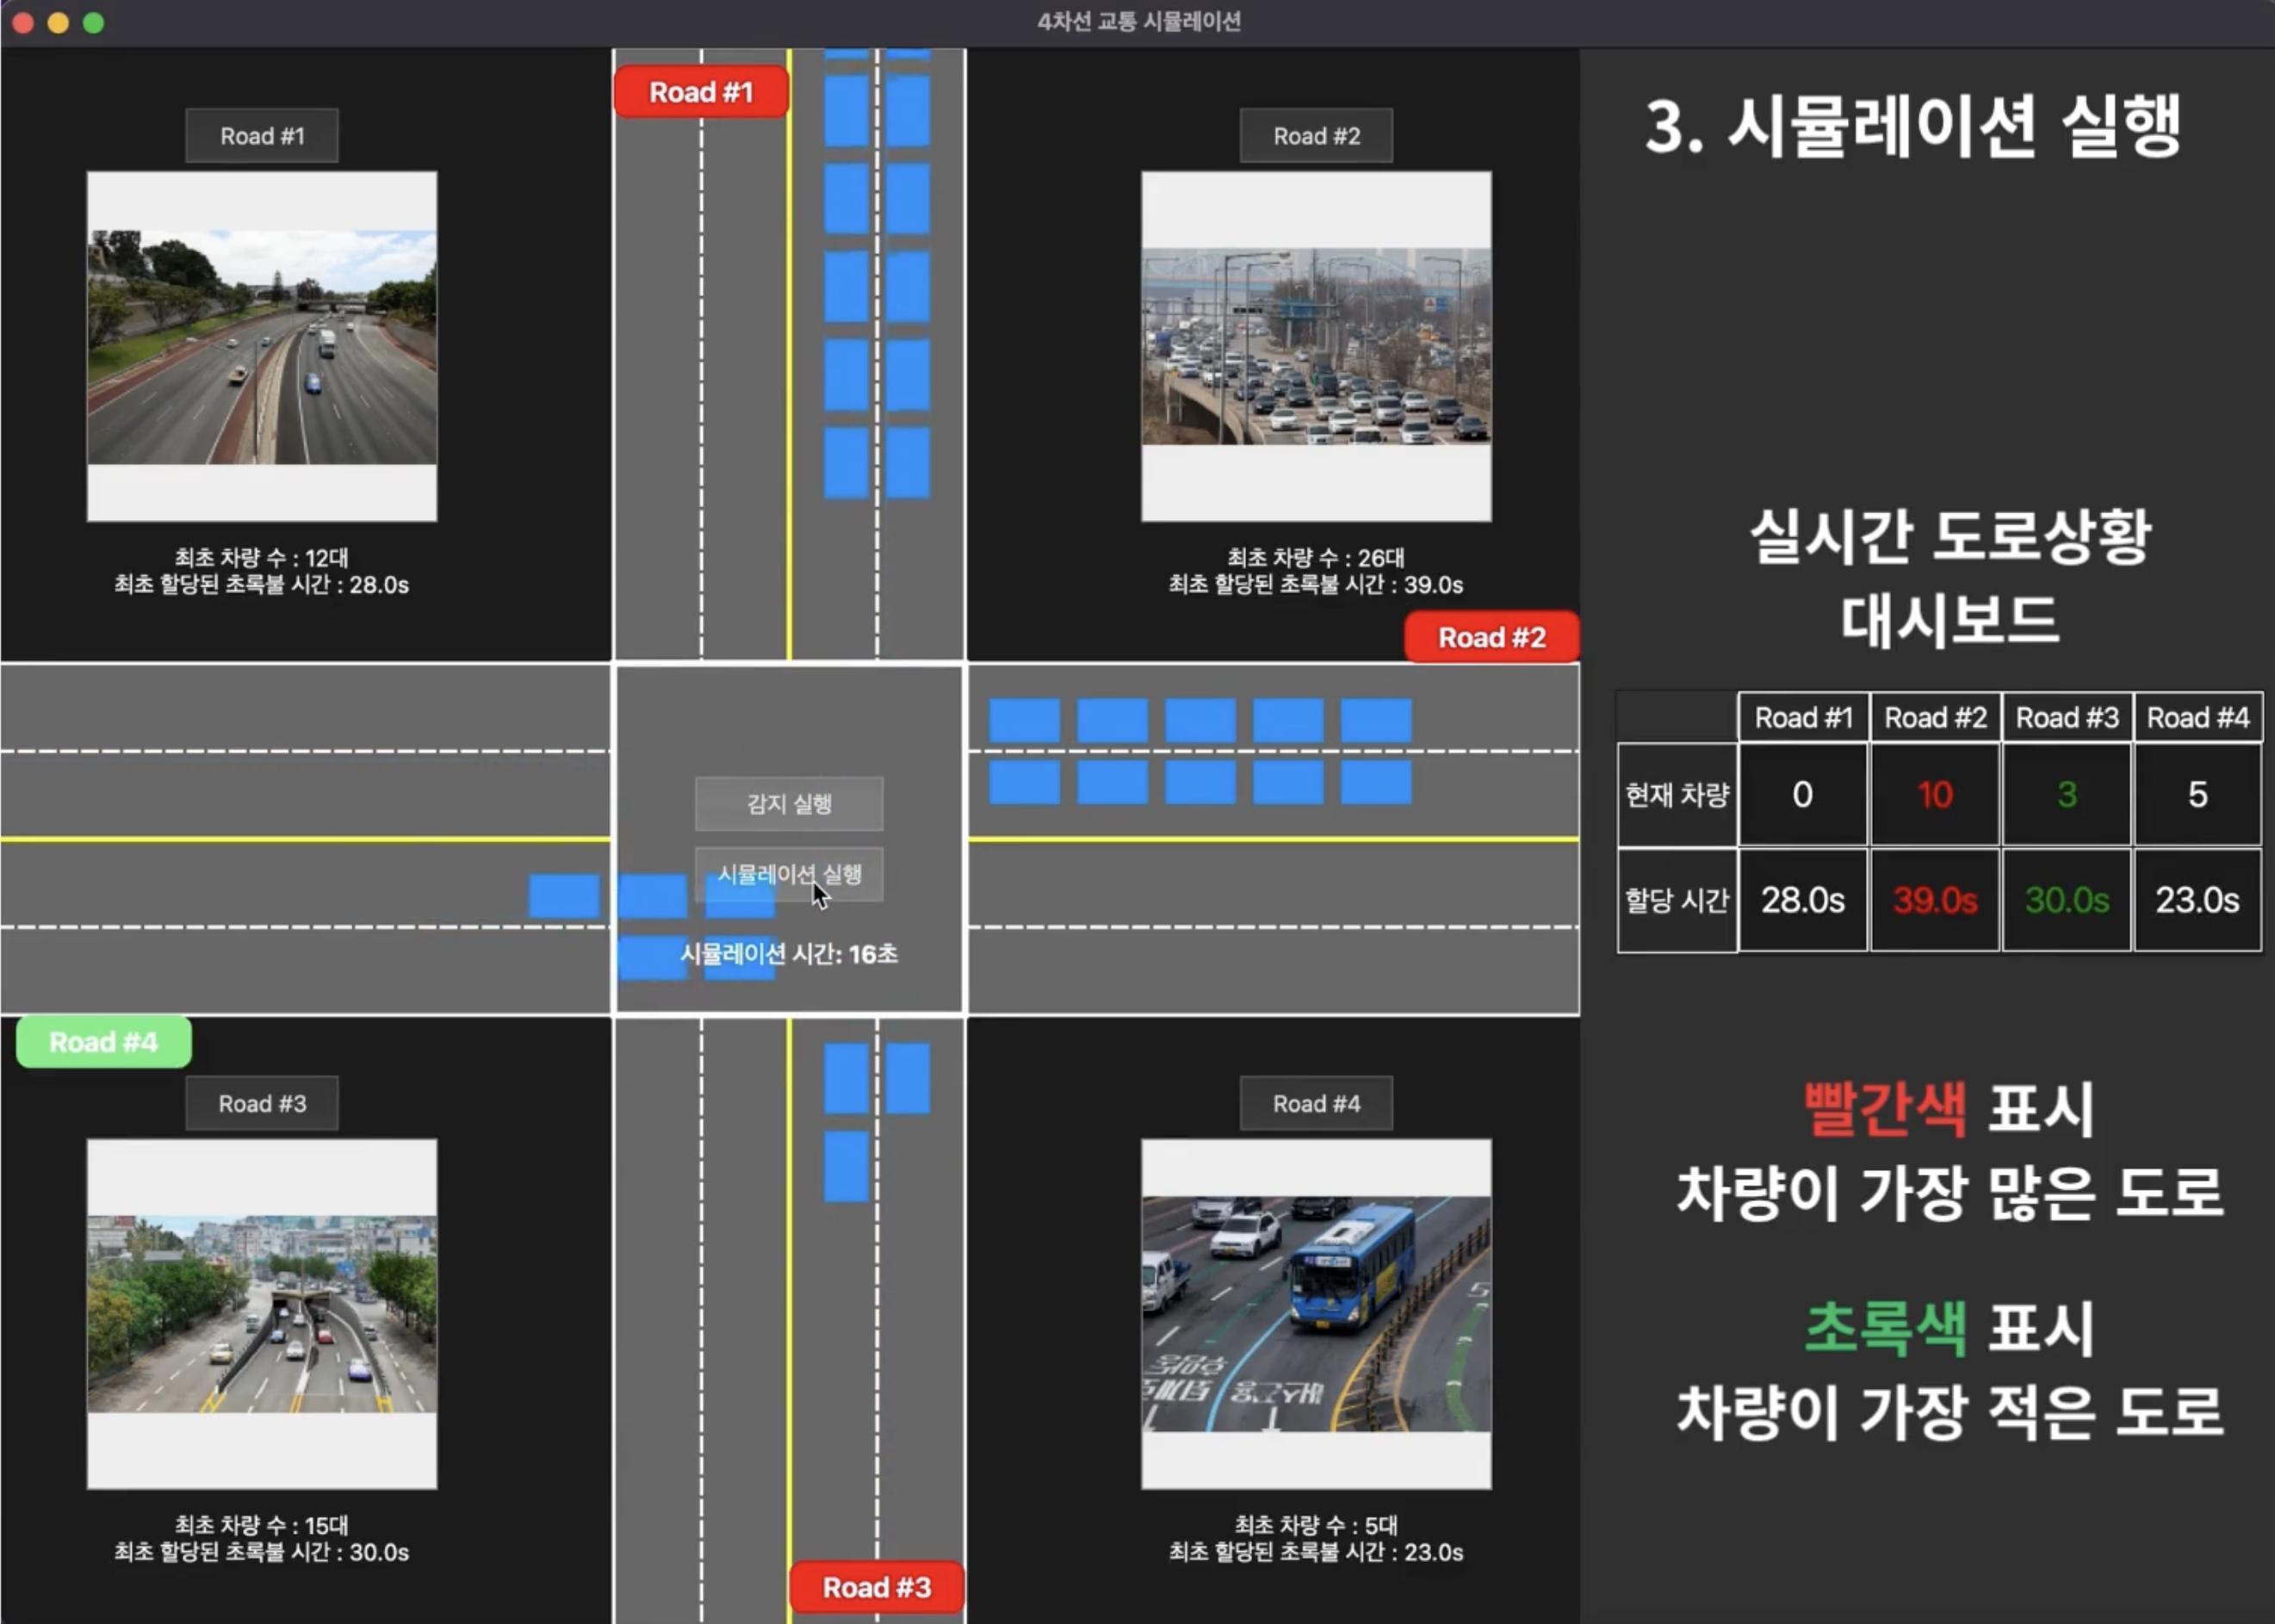 4차선 교통 시뮬레이션
Road #1
Road #1
Road #2
최초 차량 수 : 12대
최초 할당된 초록불 시간 : 28.0s
최초 차량 수 : 26대
최초 할당된 초록불 시간 : 39.0s
Road #2
감지 실행
시뮬레이션 실행
시뮬레이션 시간: 16초
Road #4
Road #3
Road #4
최초 차량 수 : 15대
최초 할당된 초록불 시간 : 30.0s
최초 차량 수 : 5대
최초 할당된 초록불 시간 : 23.0s
Road #3
3. 시뮬레이션 실행
실시간 도로상황
대시보드
Road #1 Road #2 Road #3 Road #4
현재 차량 0 10 3 5
할당 시간 28.0s 39.0s 30.0s 23.0s
빨간색 표시
차량이 가장 많은 도로
초록색 표시
차량이 가장 적은 도로